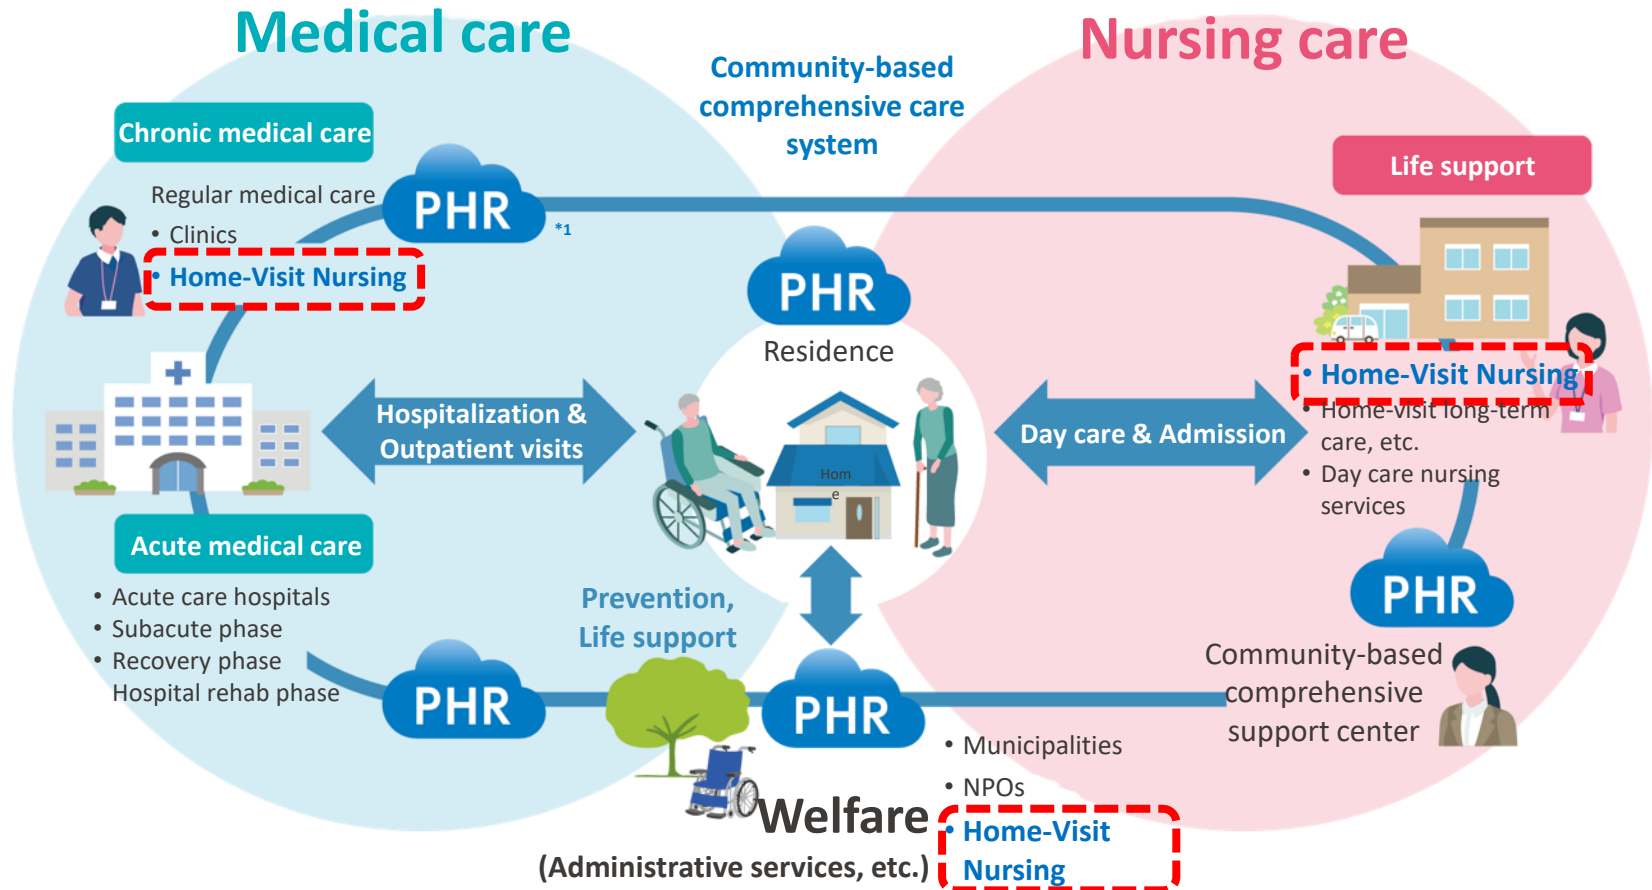 Medical care
Nursing care
Community-based
comprehensive care
system
Chronic medical care
Regular medical care
• Clinics
• Home-Visit Nursing
PHR
*1
PHR
Residence
Life support
• Home-Visit Nursing
• Home-visit long-term
care, etc.
• Day care nursing
services
Hospitalization &
Outpatient visits
Hom
e
Day care & Admission
Acute medical care
• Acute care hospitals
• Subacute phase
• Recovery phase
Hospital rehab phase
PHR
Prevention,
Life support
PHR
PHR
Community-based
comprehensive
support center
Welfare
(Administrative services, etc.)
• Municipalities
• NPOs
• Home-Visit
Nursing